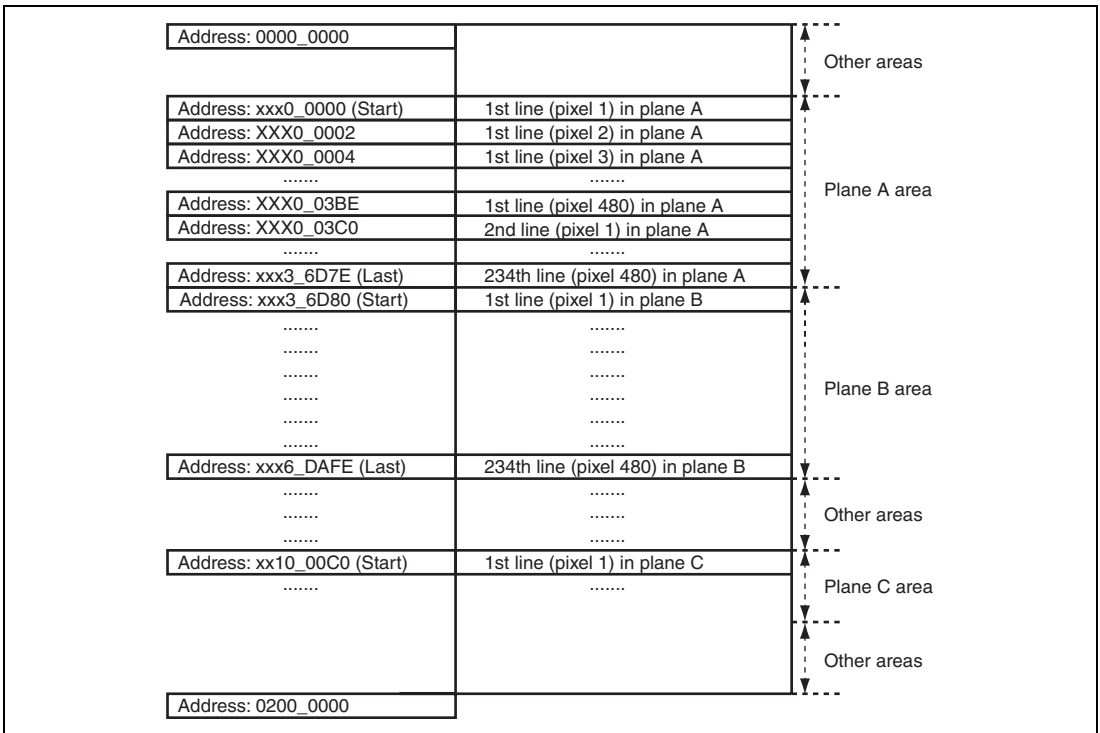 Address: 0000_0000
Other areas
Address: xxx0_0000 (Start) 1st line (pixel 1) in plane A
Address: XXX0_0002 1st line (pixel 2) in plane A
Address: XXX0_0004 1st line (pixel 3) in plane A
....... .......
Plane A area
Address: XXX0_03BE 1st line (pixel 480) in plane A
Address: XXX0_03C0 2nd line (pixel 1) in plane A
....... .......
Address: xxx3_6D7E (Last) 234th line (pixel 480) in plane A
Address: xxx3_6D80 (Start) 1st line (pixel 1) in plane B
....... .......
....... .......
....... .......
Plane B area
....... .......
....... .......
....... .......
Address: xxx6_DAFE (Last) 234th line (pixel 480) in plane B
....... .......
....... ....... Other areas
....... .......
Address: xx10_00C0 (Start) 1st line (pixel 1) in plane C
....... ....... Plane C area
Other areas
Address: 0200_0000